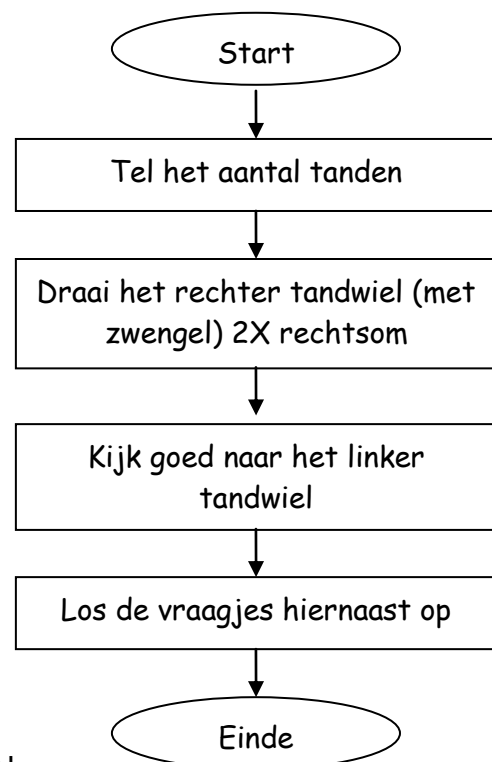 Start
Tel het aantal tanden
Draai het rechter tandwiel (met
zwengel) 2X rechtsom
Kijk goed naar het linker
tandwiel
Los de vraagjes hiernaast op
Einde